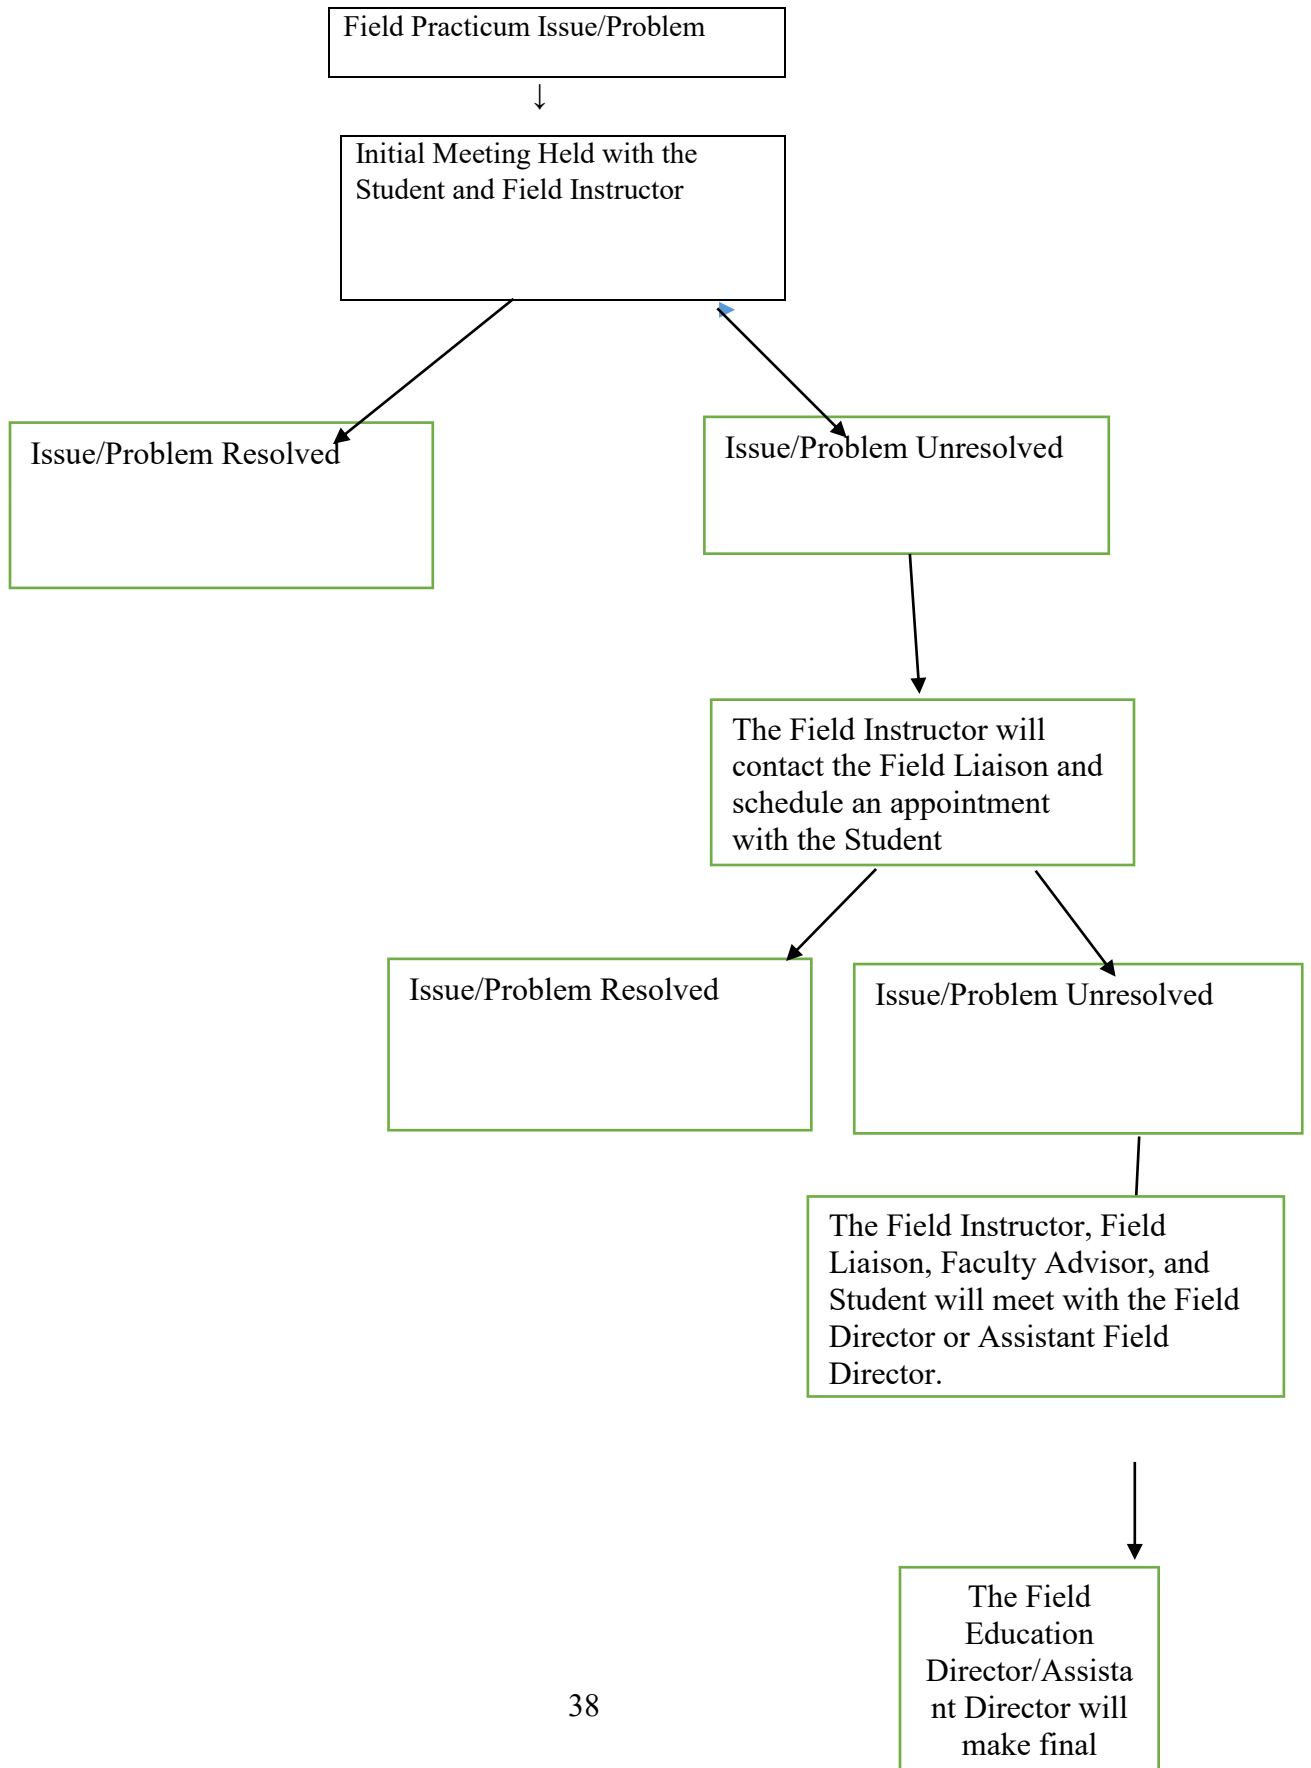 Field Practicum Issue/Problem
↓
Initial Meeting Held with the
Student and Field Instructor
Issue/Problem Resolved
Issue/Problem Unresolved
The Field Instructor will
contact the Field Liaison and
schedule an appointment
with the Student
Issue/Problem Resolved
Issue/Problem Unresolved
The Field Instructor, Field
Liaison, Faculty Advisor, and
Student will meet with the Field
Director or Assistant Field
Director.
The Field
Education
Director/Assista
nt Director will
make final
38